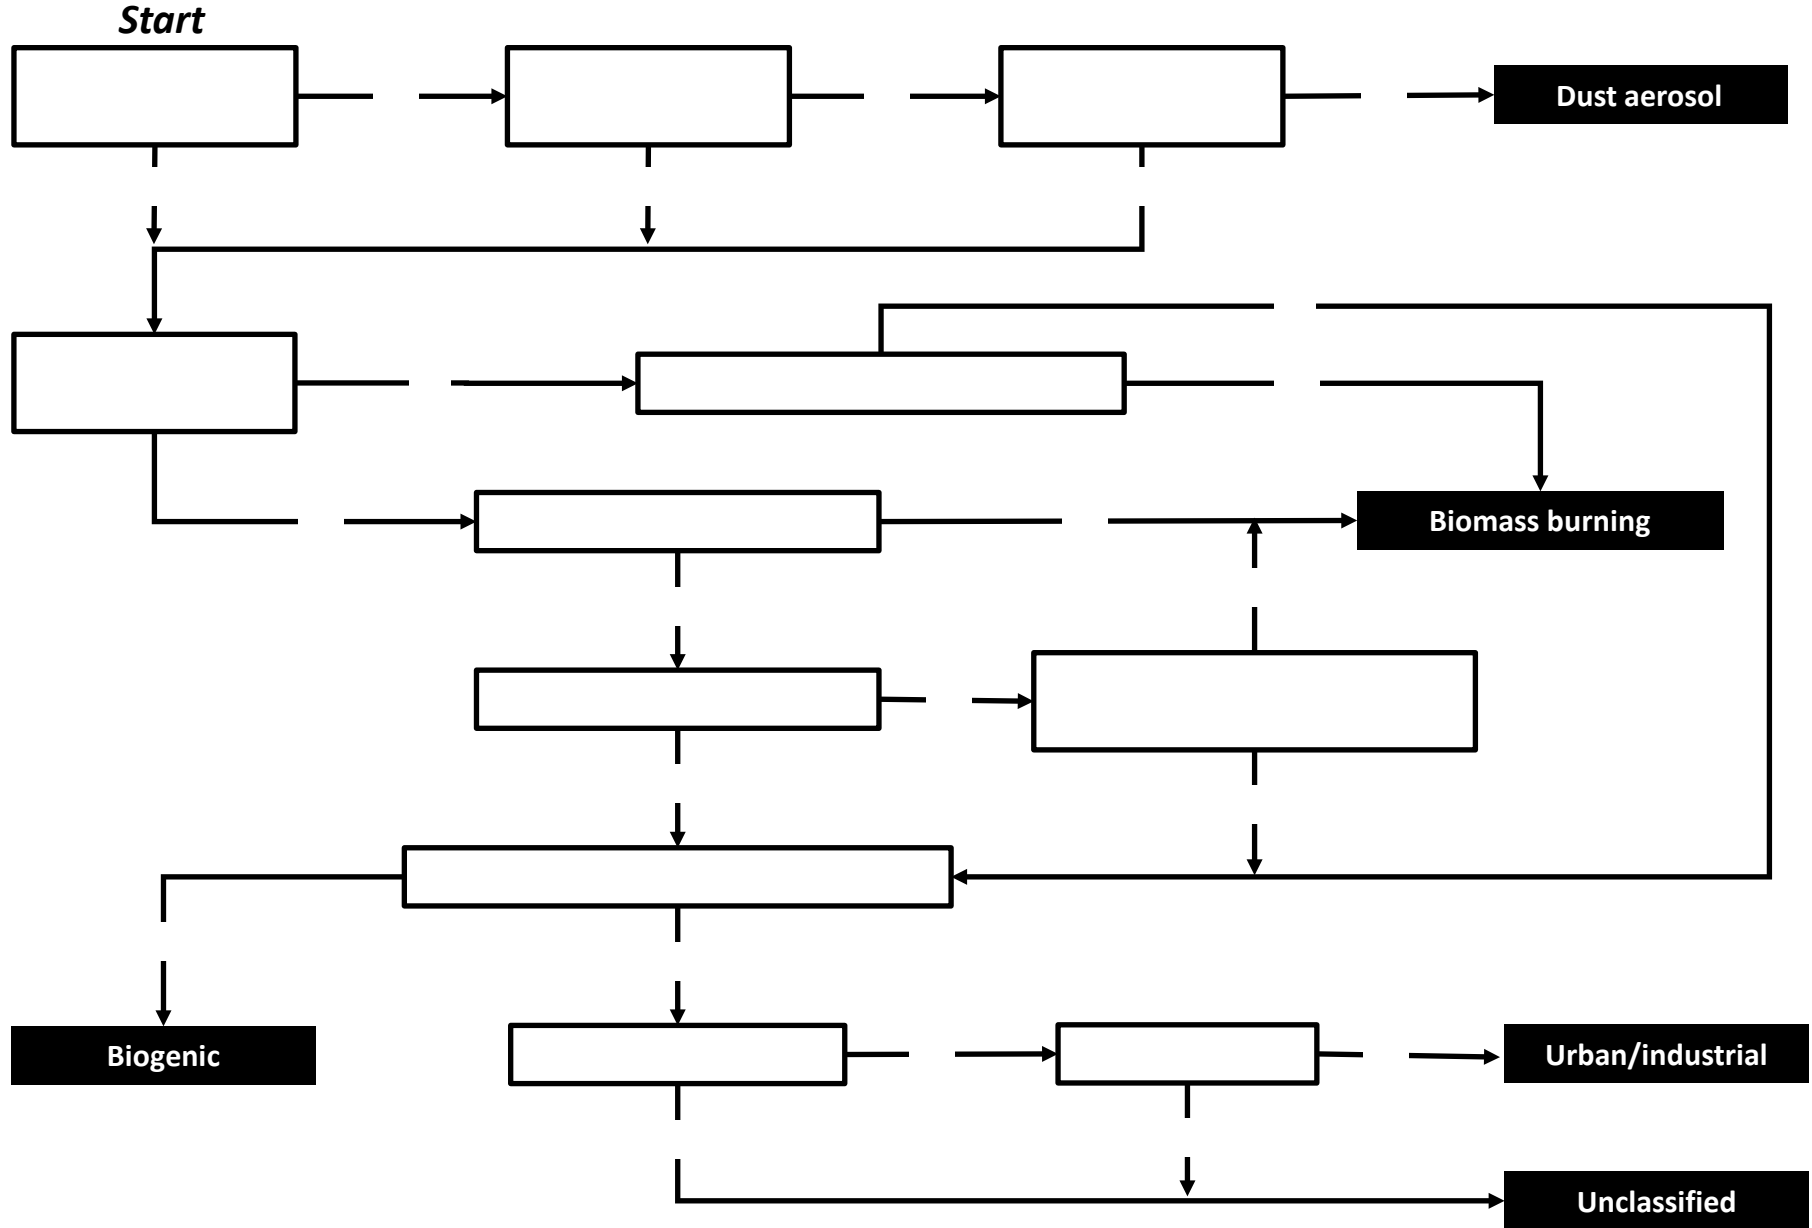 Start
Dust aerosol
Biomass burning
Biogenic
Urban/industrial
Unclassified